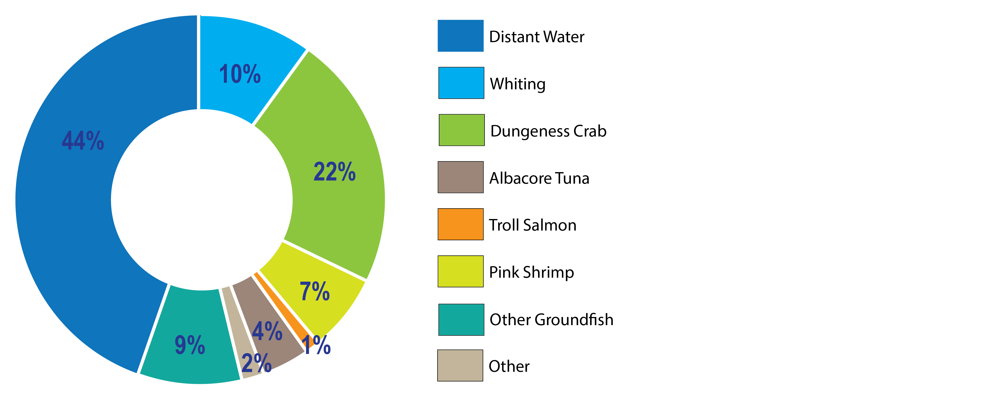 10%
44%
22%
7%
4%
1%
9%
2%
Distant Water
Whiting
Dungeness Crab
Albacore Tuna
Troll Salmon
Pink Shrimp
Other Groundfish
Other